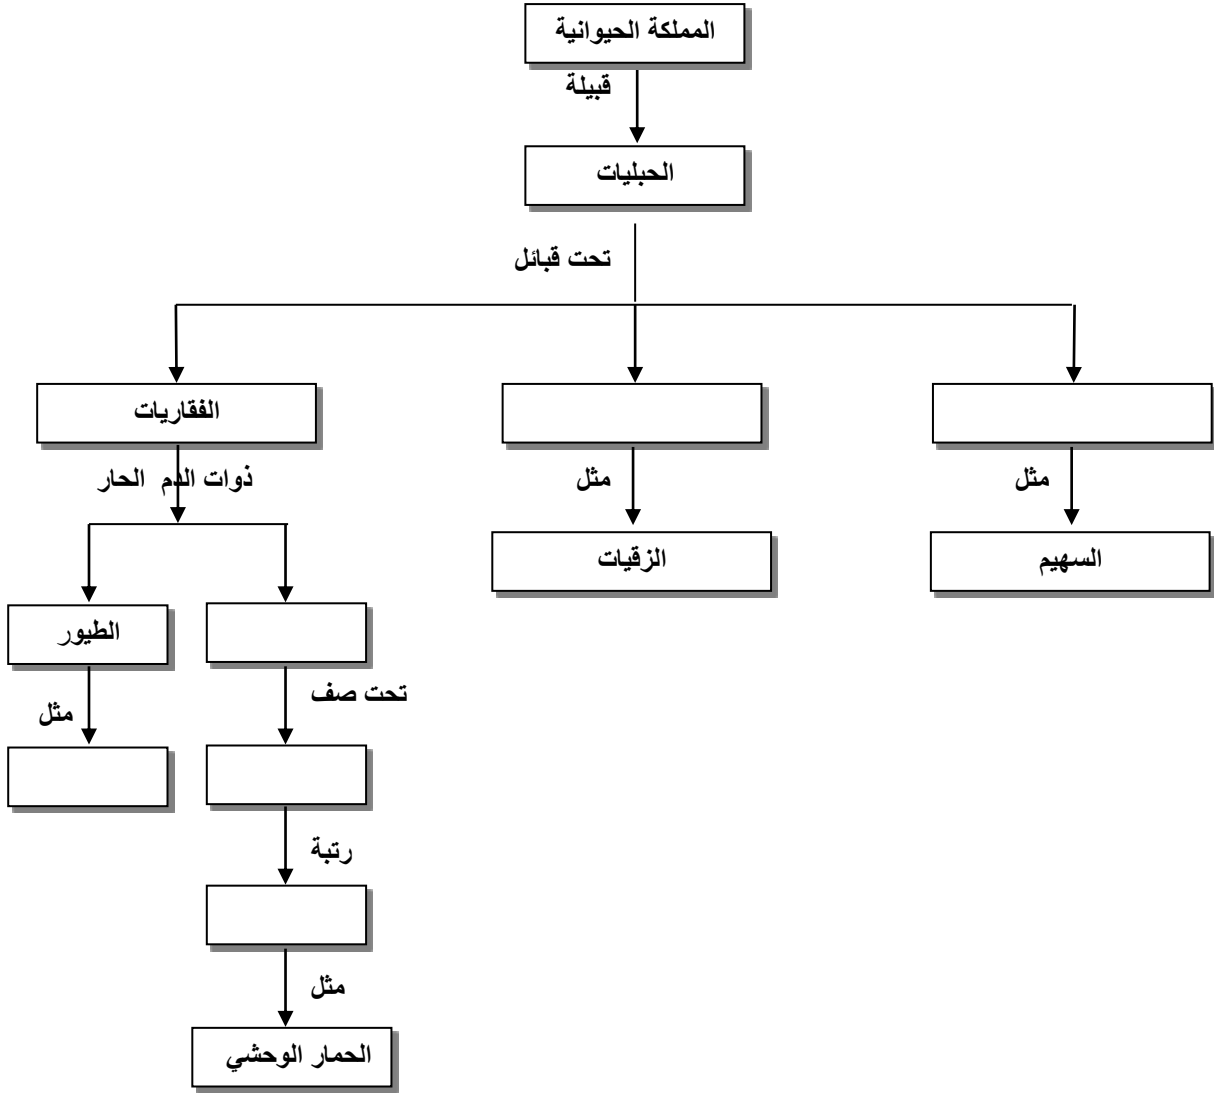 المملكة الحيوانية
قبيلة
الحبليات
تحت قبائل
الفقاريات
مثل
مثل
ذوات الدم الحار
الزقيات
السهيم
الطيور
تحت صف
مثل
رتبة
مثل
الحمار الوحشي